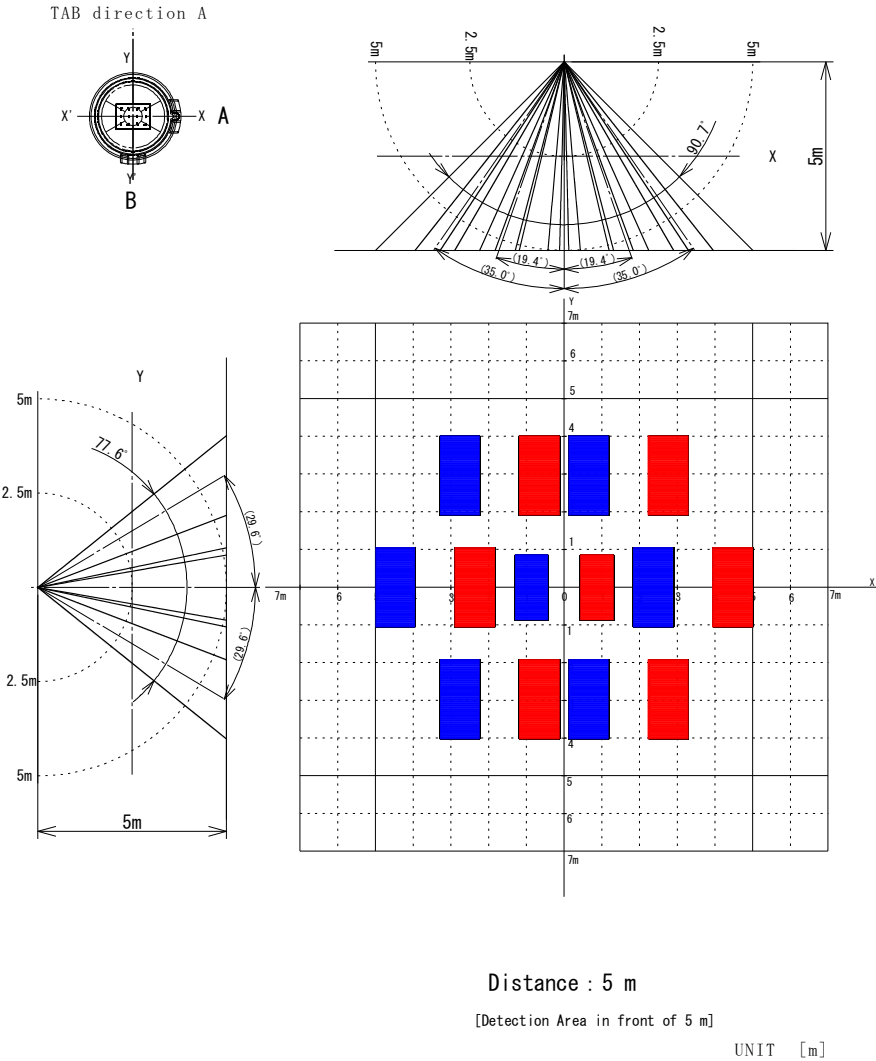 TAB direction A
Y
X'
X
A
Y'
B
5m
2.5m
2.5m
5m
90.7°
X
5m
(19.4°)
(19.4°)
(35.0°)
(35.0°)
Y
7m
6
5
4
1
7m
6
3
0
3
6
7m
X
1
4
5
6
7m
Y
5m
77.6°
2.5m
(29.6°)
(29.6°)
2.5m
5m
5m
Distance : 5 m
[Detection Area in front of 5 m]
UNIT [m]